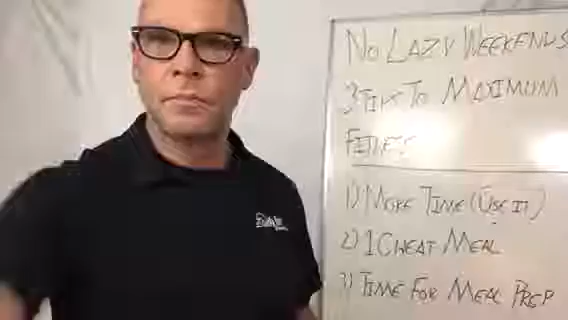 No Lazy Weekends
3 Tips To Maximum
Fitness
1) More Time (Use it)
2) 1 Cheat Meal
3) Time For Meal Prep